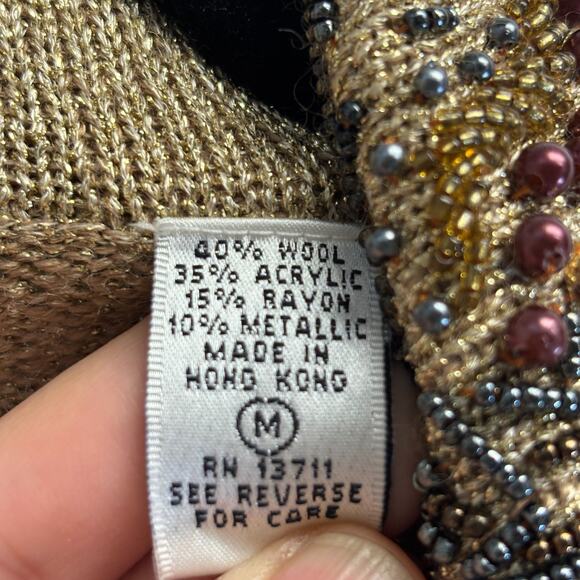 40% WOOL
35% ACRYLIC
15% RAYON
10% METALLIC
MADE IN
HONG KONG
M
RN 13711
SEE REVERSE
FOR CARE